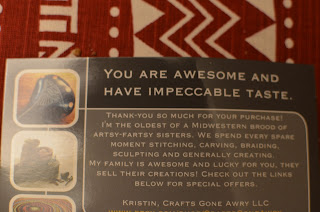 YOU ARE AWESOME AND
HAVE IMPECCABLE TASTE.
THANK-YOU SO MUCH FOR YOUR PURCHASE!
I'M THE OLDEST OF A MIDWESTERN BROOD OF
ARTSY-FARTSY SISTERS. WE SPEND EVERY SPARE
MOMENT STITCHING, CARVING, BRAIDING,
SCULPTING AND GENERALLY CREATING.
MY FAMILY IS AWESOME AND LUCKY FOR YOU, THEY
SELL THEIR CREATIONS! CHECK OUT THE LINKS
BELOW FOR SPECIAL OFFERS.
KRISTIN, CRAFTS GONE AWRY LLC